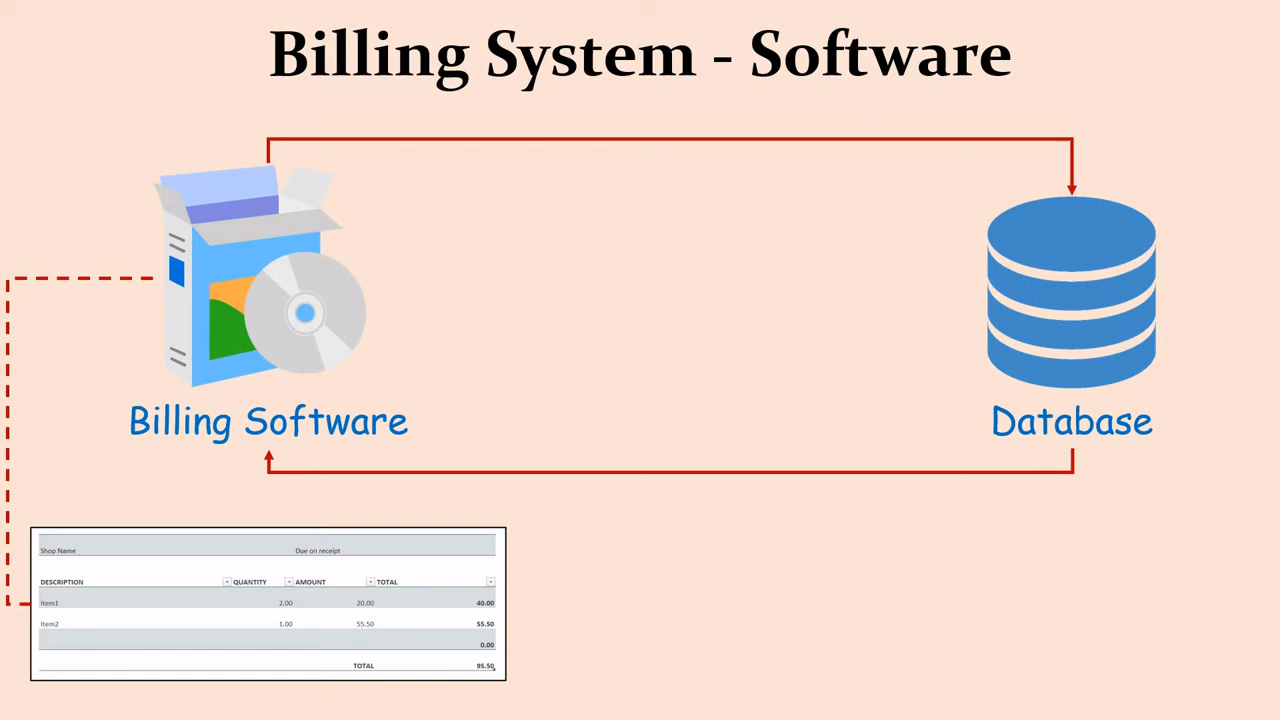 Billing System - Software
Billing Software
Database
Shop Name Due on receipt
DESCRIPTION QUANTITY AMOUNT TOTAL
Item1 2.00 20.00 40.00
Item2 1.00 55.50 55.50
0.00
TOTAL 95.50